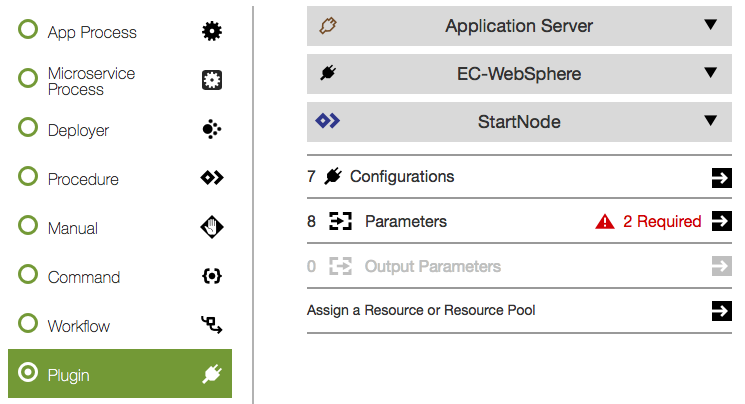 App Process
Microservice
Process
Deployer
Procedure
Manual
Command
Workflow
Plugin
Application Server
EC-WebSphere
StartNode
7 Configurations
8 Parameters 2 Required
0 Output Parameters
Assign a Resource or Resource Pool